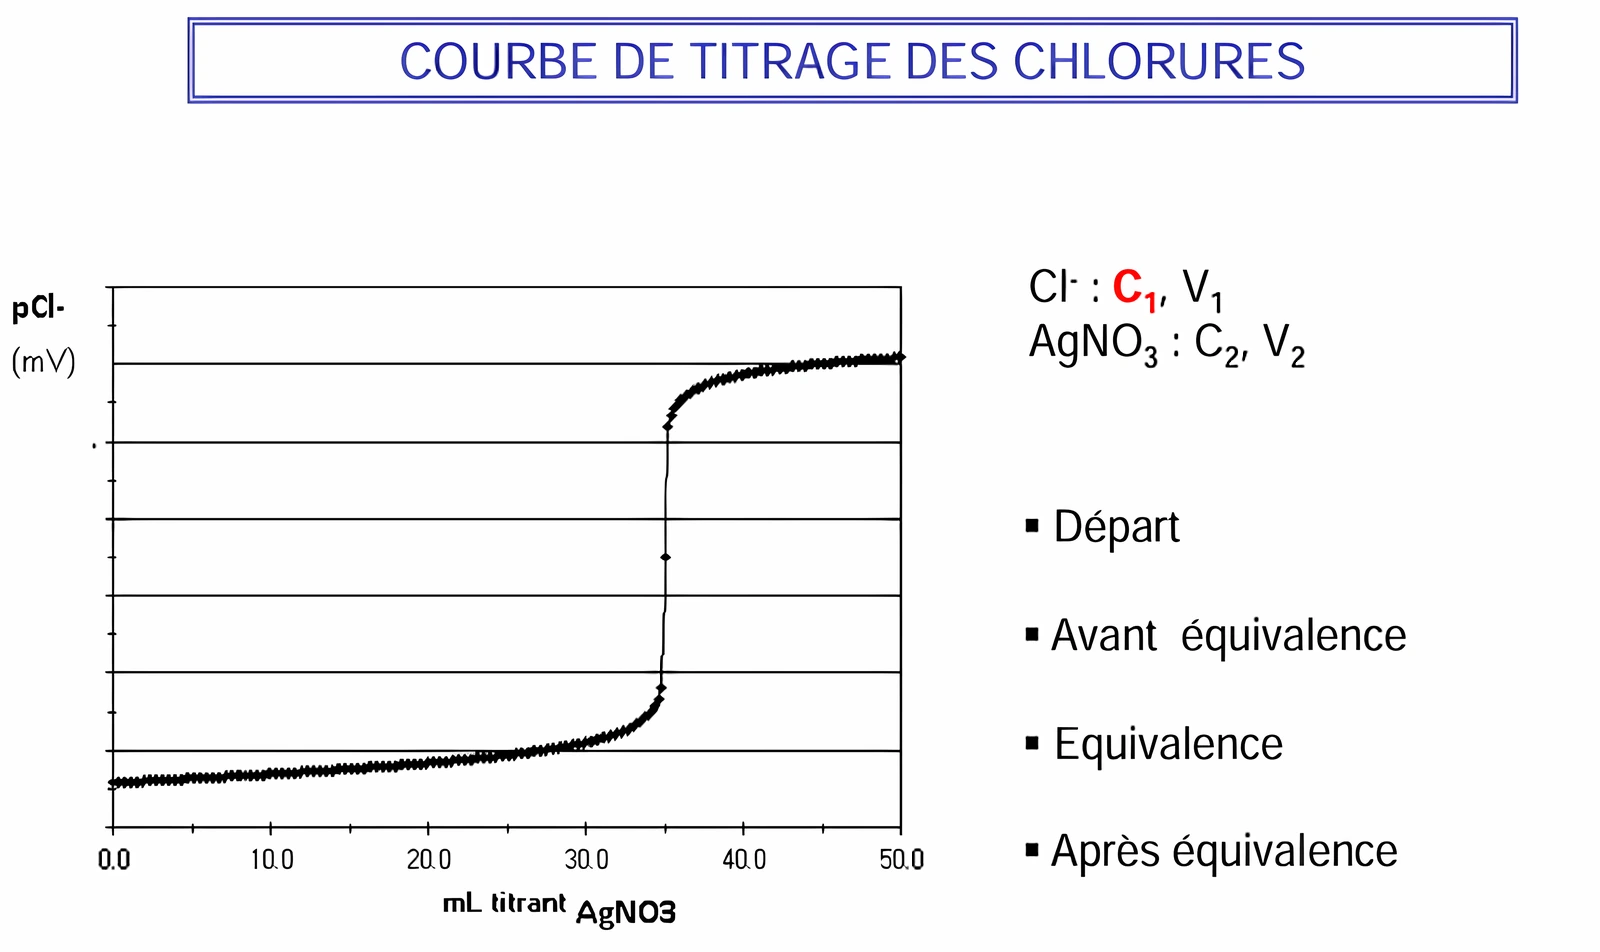 COURBE DE TITRAGE DES CHLORURES
pCl-
(mV)
0.0 10.0 20.0 30.0 40.0 50.0
mL titrant AgNO3
Cl⁻ : C₁, V₁
AgNO₃ : C₂, V₂
▪ Départ
▪ Avant équivalence
▪ Equivalence
▪ Après équivalence